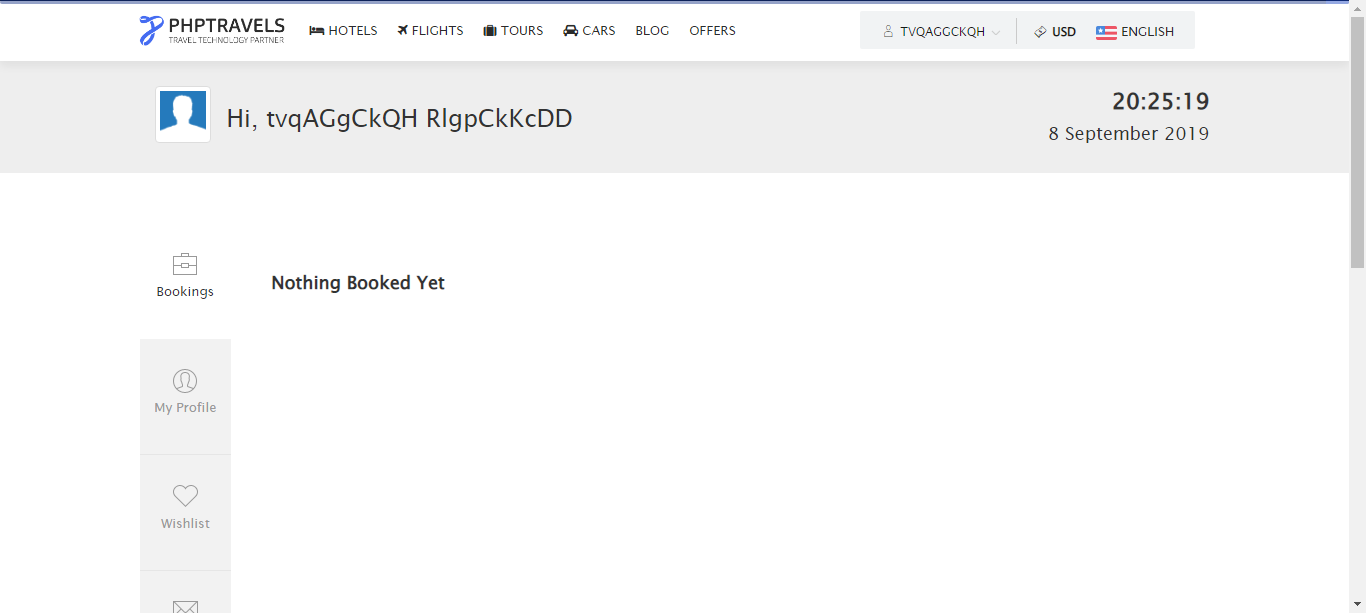 PHPTRAVELS
TRAVEL TECHNOLOGY PARTNER
HOTELS FLIGHTS TOURS CARS BLOG OFFERS
TVQAGGCKQH USD ENGLISH
Hi, tvqAGgCkQH RlgpCkKcDD
20:25:19
8 September 2019
Bookings
Nothing Booked Yet
My Profile
Wishlist